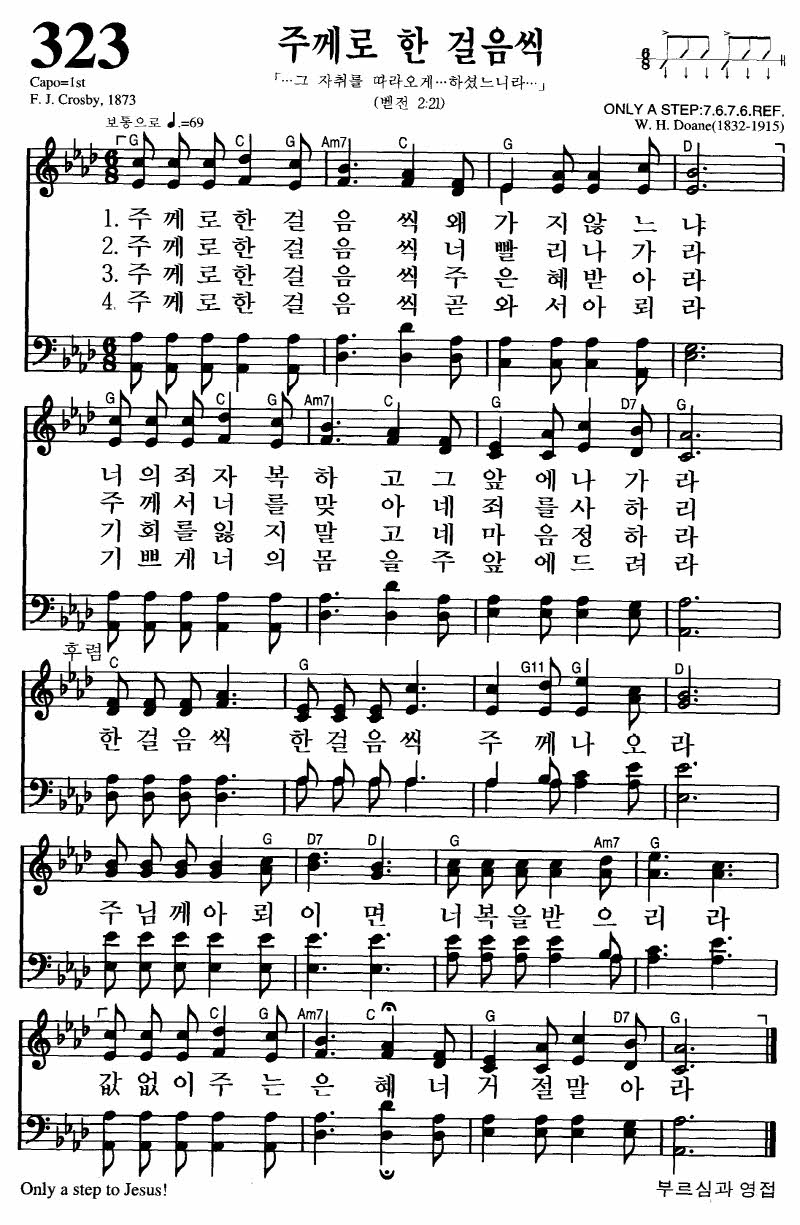 323
주께로 한 걸음씩
「…그 자취를 따라오게…하셨느니라…」
(벧전 2:21)
Capo=1st
F. J. Crosby, 1873
6 8
ONLY A STEP:7.6.7.6.REF.
W. H. Doane(1832-1915)
보통으로 ♩.=69
G C G Am7 C G D
1. 주께로한 걸음씩 왜 가 지않느냐
2. 주께로한 걸음씩 너 빨 리나가라
3. 주께로한 걸음씩 주 은 혜받아라
4. 주께로한 걸음씩 곧 와 서아뢰라
G C G Am7 C G D7 G
너의죄자복하고그앞에나가라
주께서너를맞아네죄를사하리
기회를잃지말고네마음정하라
기쁘게너의몸을주앞에드려라
후렴
C G G11 G D
한걸음씩 한걸음씩 주께나오라
G D7 D G Am7 G
주님께아뢰이면 너복을받으리라
G C G Am7 C G D7 G
값없이주는은혜너거절말아라
Only a step to Jesus!
부르심과 영접